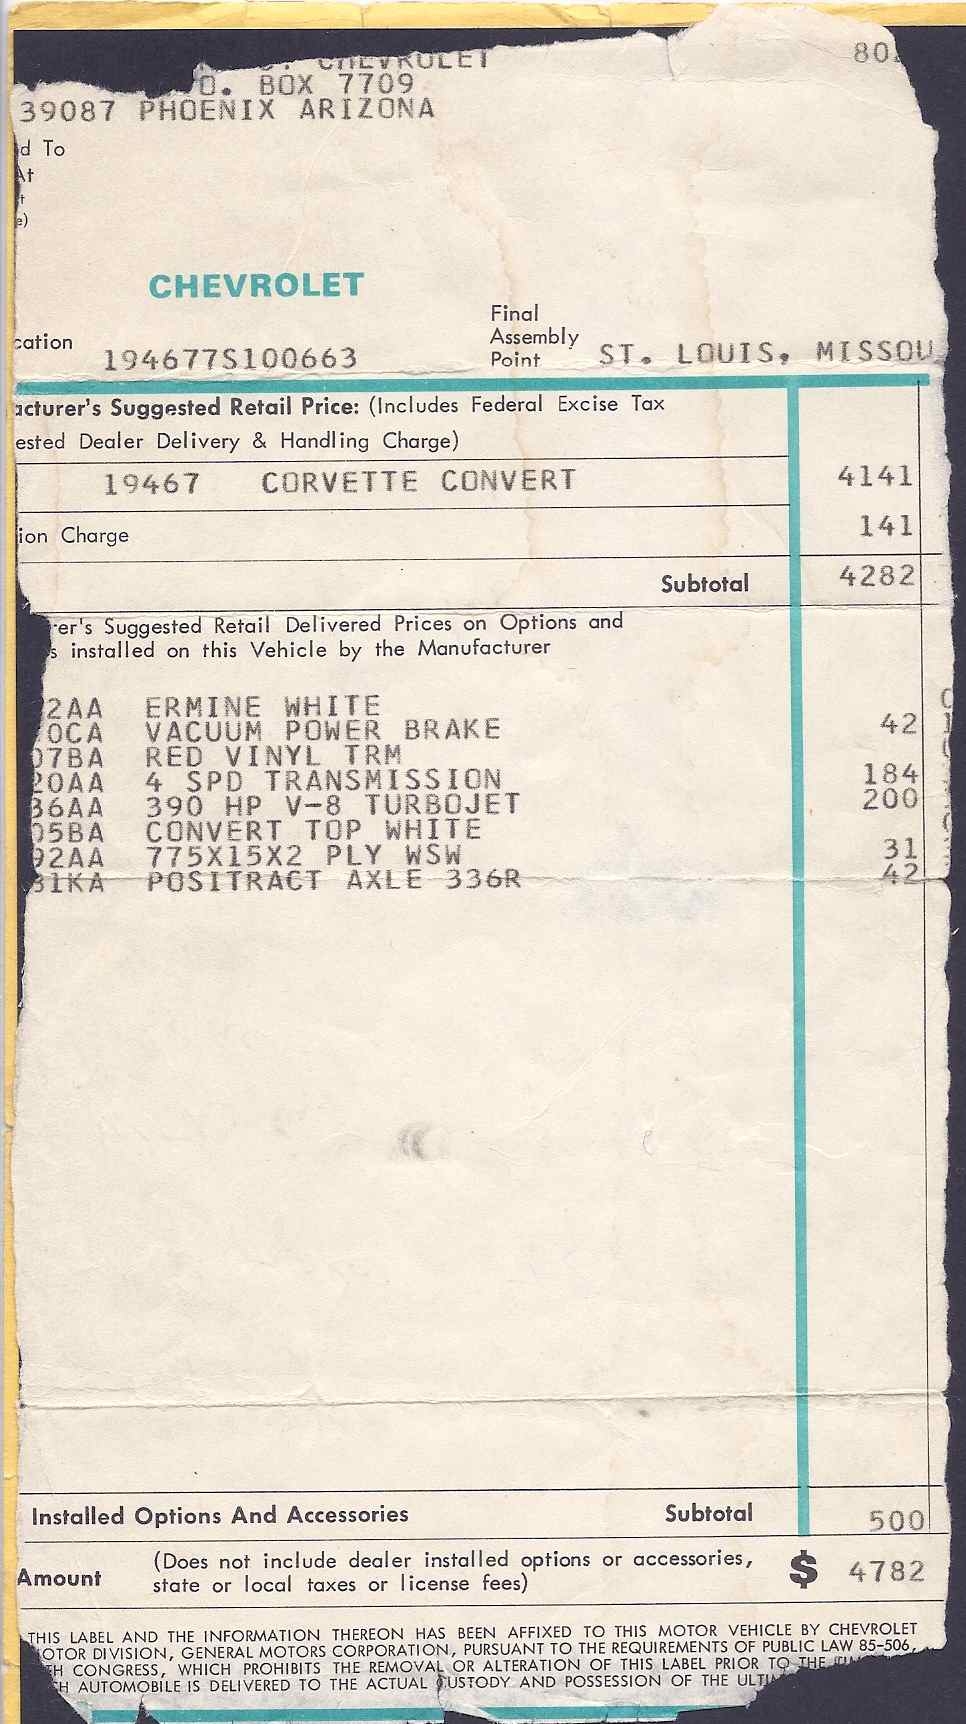 CHEVROLET
80
O. BOX 7709
39087 PHOENIX ARIZONA
d To
At
t
e)
CHEVROLET
cation 194677S100663 Final Assembly Point ST. LOUIS, MISSOU
acturer's Suggested Retail Price: (Includes Federal Excise Tax
ested Dealer Delivery & Handling Charge)
19467 CORVETTE CONVERT 4141
ion Charge 141
Subtotal 4282
rer's Suggested Retail Delivered Prices on Options and
s installed on this Vehicle by the Manufacturer
2AA ERMINE WHITE
0CA VACUUM POWER BRAKE 42
07BA RED VINYL TRM
20AA 4 SPD TRANSMISSION 184
36AA 390 HP V-8 TURBOJET 200
05BA CONVERT TOP WHITE
92AA 775X15X2 PLY WSW 31
81KA POSITRACT AXLE 336R 42
Installed Options And Accessories Subtotal 500
Amount (Does not include dealer installed options or accessories, $ 4782
state or local taxes or license fees)
THIS LABEL AND THE INFORMATION THEREON HAS BEEN AFFIXED TO THIS MOTOR VEHICLE BY CHEVROLET
OTOR DIVISION, GENERAL MOTORS CORPORATION, PURSUANT TO THE REQUIREMENTS OF PUBLIC LAW 85-506,
H CONGRESS, WHICH PROHIBITS THE REMOVAL OR ALTERATION OF THIS LABEL PRIOR TO THE
CH AUTOMOBILE IS DELIVERED TO THE ACTUAL CUSTODY AND POSSESSION OF THE ULTI